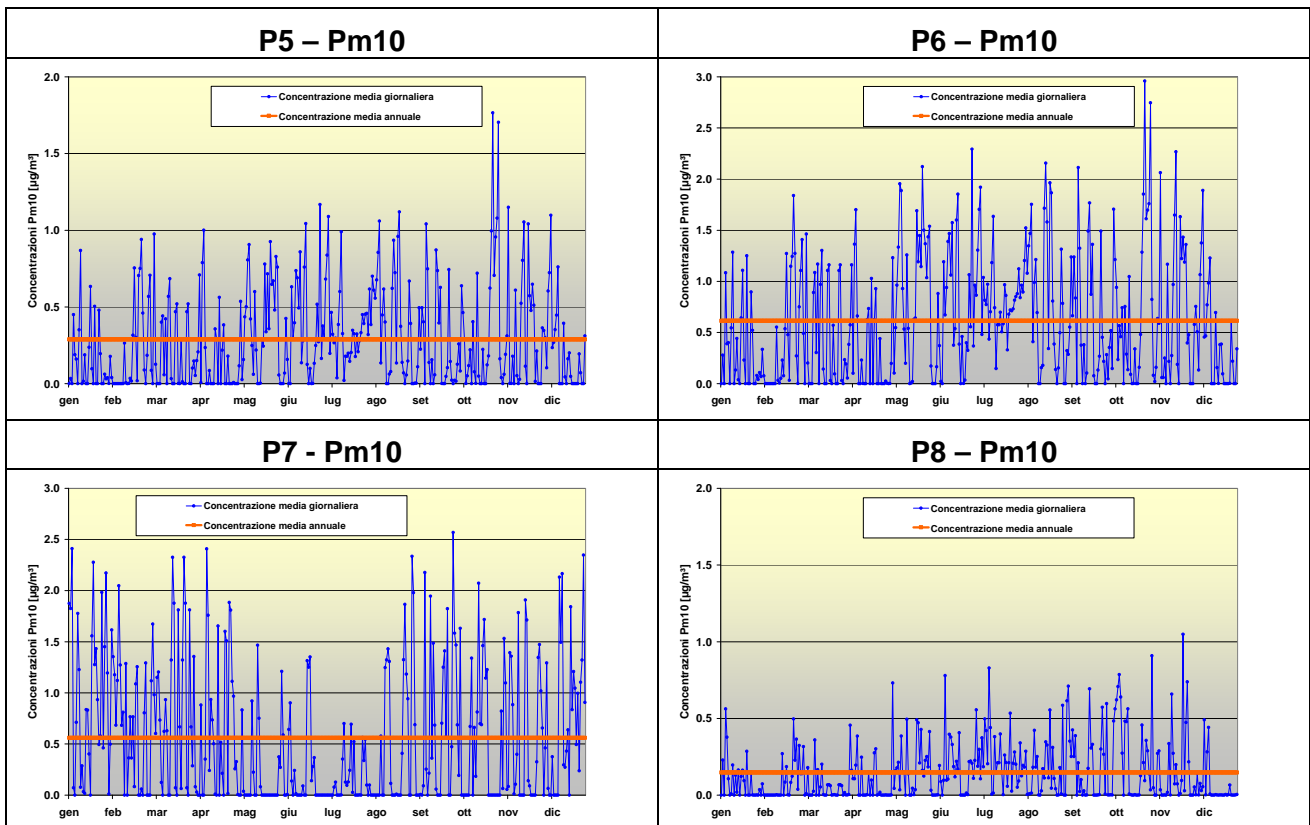 P5 – Pm10
2.0
1.5
1.0
0.5
0.0
Concentrazioni Pm10 [µg/m³]
Concentrazione media giornaliera
Concentrazione media annuale
gen feb mar apr mag giu lug ago set ott nov dic
P6 – Pm10
3.0
2.5
2.0
1.5
1.0
0.5
0.0
Concentrazioni Pm10 [µg/m³]
Concentrazione media giornaliera
Concentrazione media annuale
gen feb mar apr mag giu lug ago set ott nov dic
P7 - Pm10
3.0
2.5
2.0
1.5
1.0
0.5
0.0
Concentrazioni Pm10 [µg/m³]
Concentrazione media giornaliera
Concentrazione media annuale
gen feb mar apr mag giu lug ago set ott nov dic
P8 – Pm10
2.0
1.5
1.0
0.5
0.0
Concentrazioni Pm10 [µg/m³]
Concentrazione media giornaliera
Concentrazione media annuale
gen feb mar apr mag giu lug ago set ott nov dic